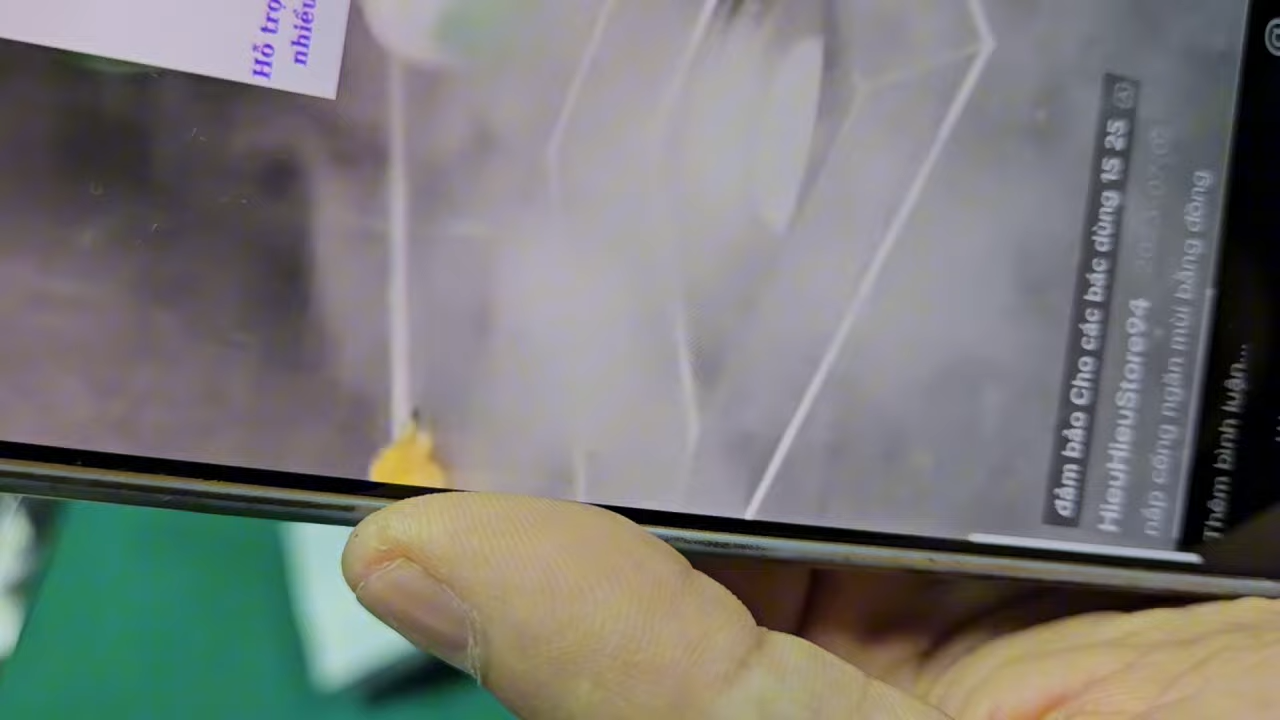 Hỗ trợ
nhiều
đảm bảo Cho các bác dùng 15 25
HieuHieuStore94
nắp cống ngăn mùi bằng đồng
Thêm bình luận...